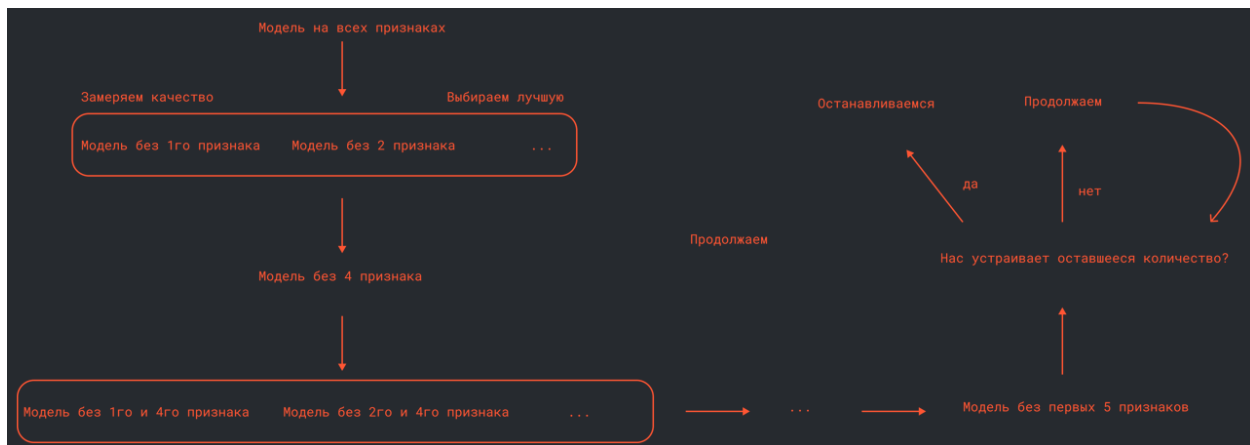 Модель на всех признаках
Замеряем качество
Выбираем лучшую
Модель без 1го признака
Модель без 2 признака
...
Модель без 4 признака
Модель без 1го и 4го признака
Модель без 2го и 4го признака
...
Продолжаем
...
Модель без первых 5 признаков
Нас устраивает оставшееся количество?
да
нет
Останавливаемся
Продолжаем